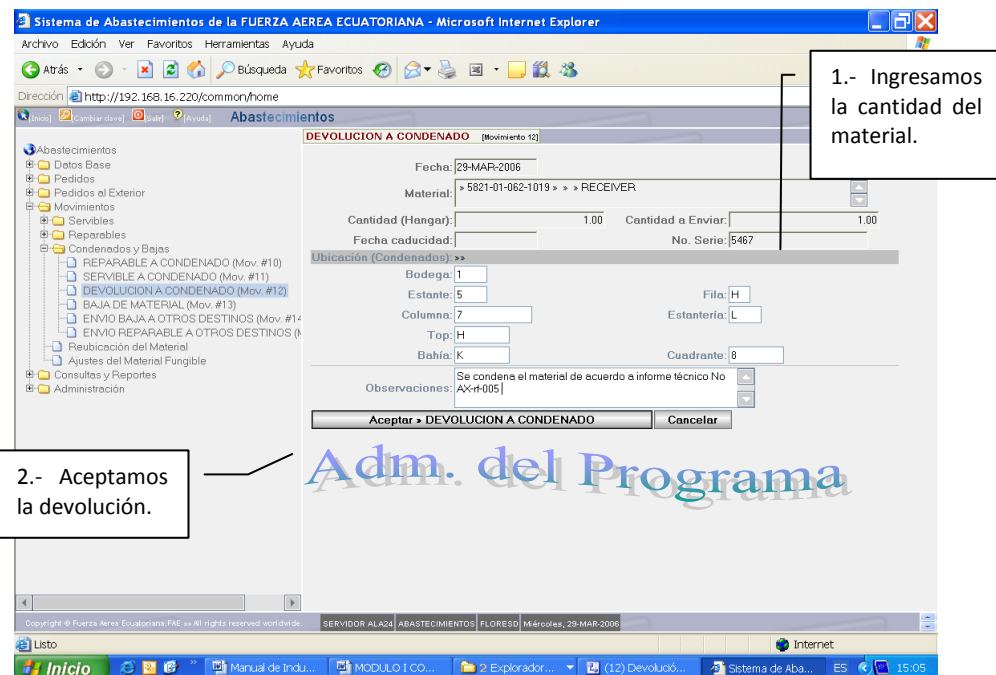 Sistema de Abastecimientos de la FUERZA AEREA ECUATORIANA - Microsoft Internet Explorer
Archivo Edición Ver Favoritos Herramientas Ayuda
Atrás Búsqueda Favoritos
Dirección http://192.168.16.220/common/home
[Inicio] [Cambiar clave] [Salir] [Ayuda] Abastecimientos
1.- Ingresamos
la cantidad del
material.
Abastecimientos
Datos Base
Pedidos
Pedidos al Exterior
Movimientos
Servibles
Reparables
Condenados y Bajas
REPARABLE A CONDENADO (Mov. #10)
SERVIBLE A CONDENADO (Mov. #11)
DEVOLUCION A CONDENADO (Mov. #12)
BAJA DE MATERIAL (Mov. #13)
ENVIO BAJA A OTROS DESTINOS (Mov. #14
ENVIO REPARABLE A OTROS DESTINOS (M
Reubicación del Material
Ajustes del Material Fungible
Consultas y Reportes
Administración
DEVOLUCION A CONDENADO [Movimiento 12]
Fecha: 29-MAR-2006
Material: » 5821-01-062-1019 » » » RECEIVER
Cantidad (Hangar): 1.00 Cantidad a Enviar: 1.00
Fecha caducidad: No. Serie: 5467
Ubicación (Condenados): »»
Bodega: 1
Estante: 5 Fila: H
Columna: 7 Estantería: L
Top: H
Bahía: K Cuadrante: 8
Observaciones: Se condena el material de acuerdo a informe técnico No
AX-rf-005
Aceptar » DEVOLUCION A CONDENADO Cancelar
2.- Aceptamos
la devolución.
Adm. del Programa
Copyright © Fuerza Aerea Ecuatoriana.FAE »» All rights reserved worldwide.
SERVIDOR ALA24 ABASTECIMIENTOS FLORESD Miércoles, 29-MAR-2006
Listo Internet
Inicio Manual de Indu... MODULO I CO... 2 Explorador... (12) Devolució... Sistema de Aba... ES 15:05